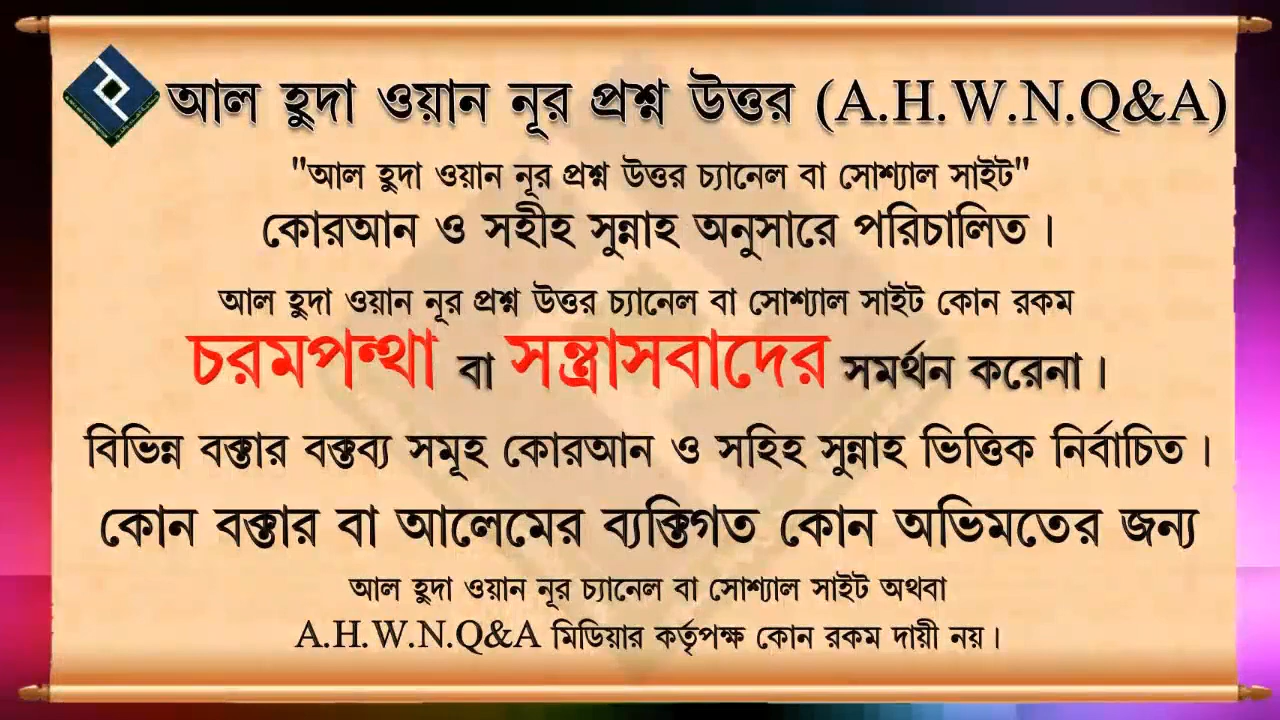 আল হুদা ওয়ান নূর প্রশ্ন উত্তর (A.H.W.N.Q&A)
"আল হুদা ওয়ান নূর প্রশ্ন উত্তর চ্যানেল বা সোশ্যাল সাইট"
কোরআন ও সহীহ সুন্নাহ অনুসারে পরিচালিত ।
আল হুদা ওয়ান নূর প্রশ্ন উত্তর চ্যানেল বা সোশ্যাল সাইট কোন রকম
চরমপন্থা বা সন্ত্রাসবাদের সমর্থন করেনা ।
বিভিন্ন বক্তার বক্তব্য সমূহ কোরআন ও সহিহ সুন্নাহ ভিত্তিক নির্বাচিত ।
কোন বক্তার বা আলেমের ব্যক্তিগত কোন অভিমতের জন্য
আল হুদা ওয়ান নূর চ্যানেল বা সোশ্যাল সাইট অথবা
A.H.W.N.Q&A মিডিয়ার কর্তৃপক্ষ কোন রকম দায়ী নয় ।